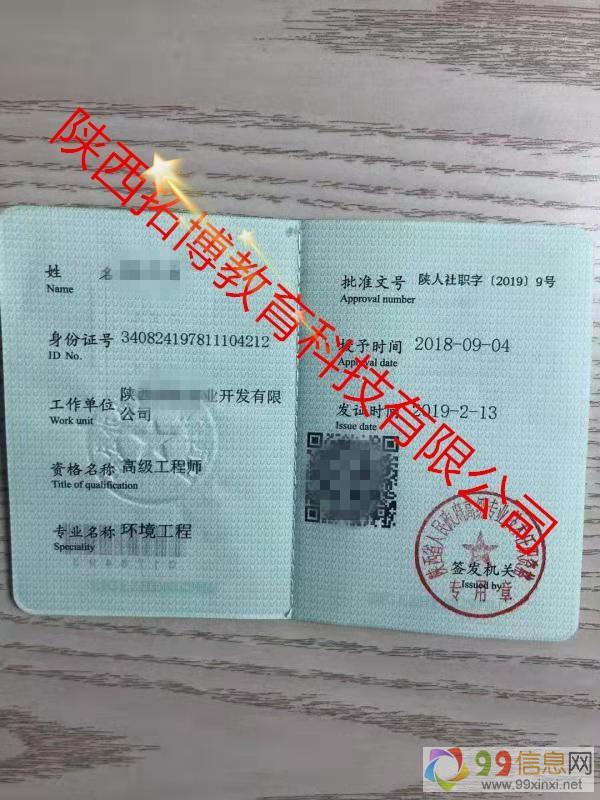 陕西拓博教育科技有限公司
姓 名
Name
身份证号 340824197811104212
ID No.
工作单位 陕西 业开发有限
公司
Work unit
资格名称 高级工程师
Title of qualification
专业名称 环境工程
Speciality
批准文号 陕人社职字〔2019〕9号
Approval number
授予时间 2018-09-04
Approval date
发证时间 2019-2-13
Issue date
签发机关
Issued by
专用章
99信息网
www.99xinxi.net